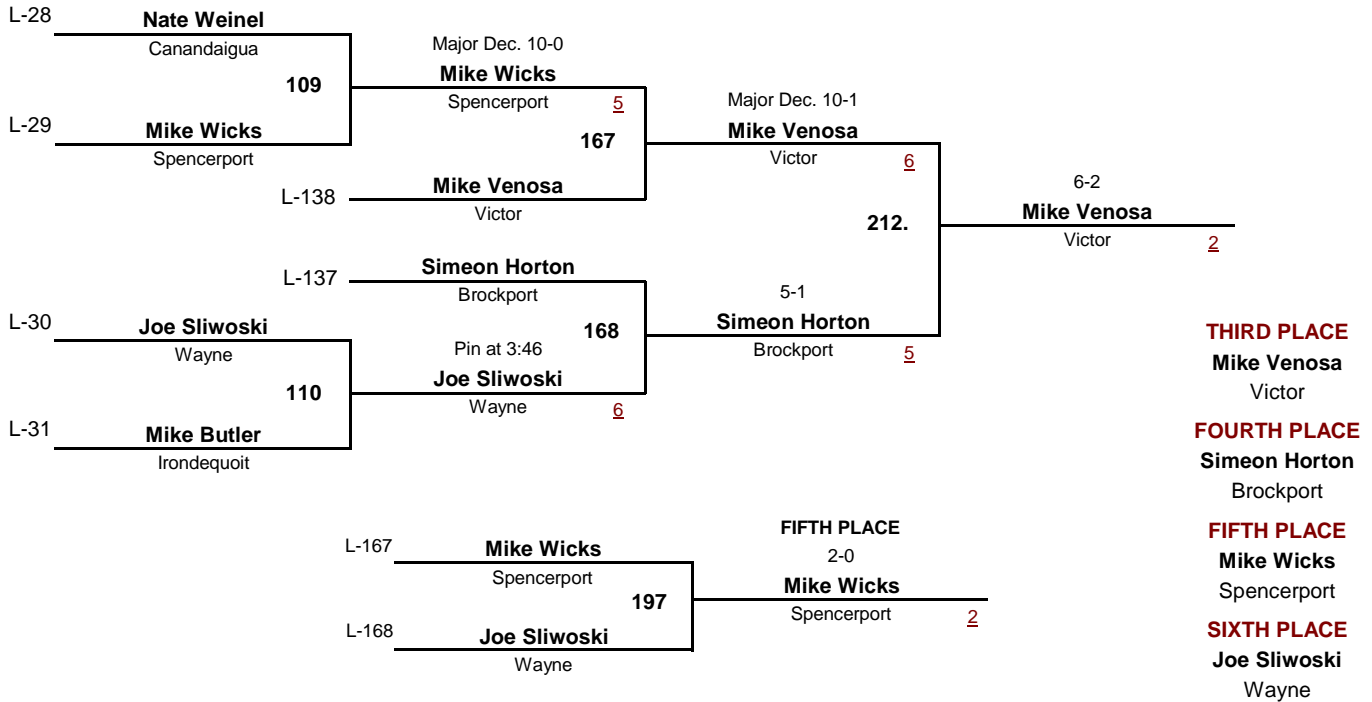 L-28
Nate Weinel
Canandaigua
109
L-29
Mike Wicks
Spencerport
Major Dec. 10-0
Mike Wicks
Spencerport
5
167
L-138
Mike Venosa
Victor
Major Dec. 10-1
Mike Venosa
Victor
6
212.
6-2
Mike Venosa
Victor
2
L-137
Simeon Horton
Brockport
168
5-1
Simeon Horton
Brockport
5
L-30
Joe Sliwoski
Wayne
110
L-31
Mike Butler
Irondequoit
Pin at 3:46
Joe Sliwoski
Wayne
6
THIRD PLACE
Mike Venosa
Victor
FOURTH PLACE
Simeon Horton
Brockport
FIFTH PLACE
Mike Wicks
Spencerport
SIXTH PLACE
Joe Sliwoski
Wayne
L-167
Mike Wicks
Spencerport
197
L-168
Joe Sliwoski
Wayne
FIFTH PLACE
2-0
Mike Wicks
Spencerport
2